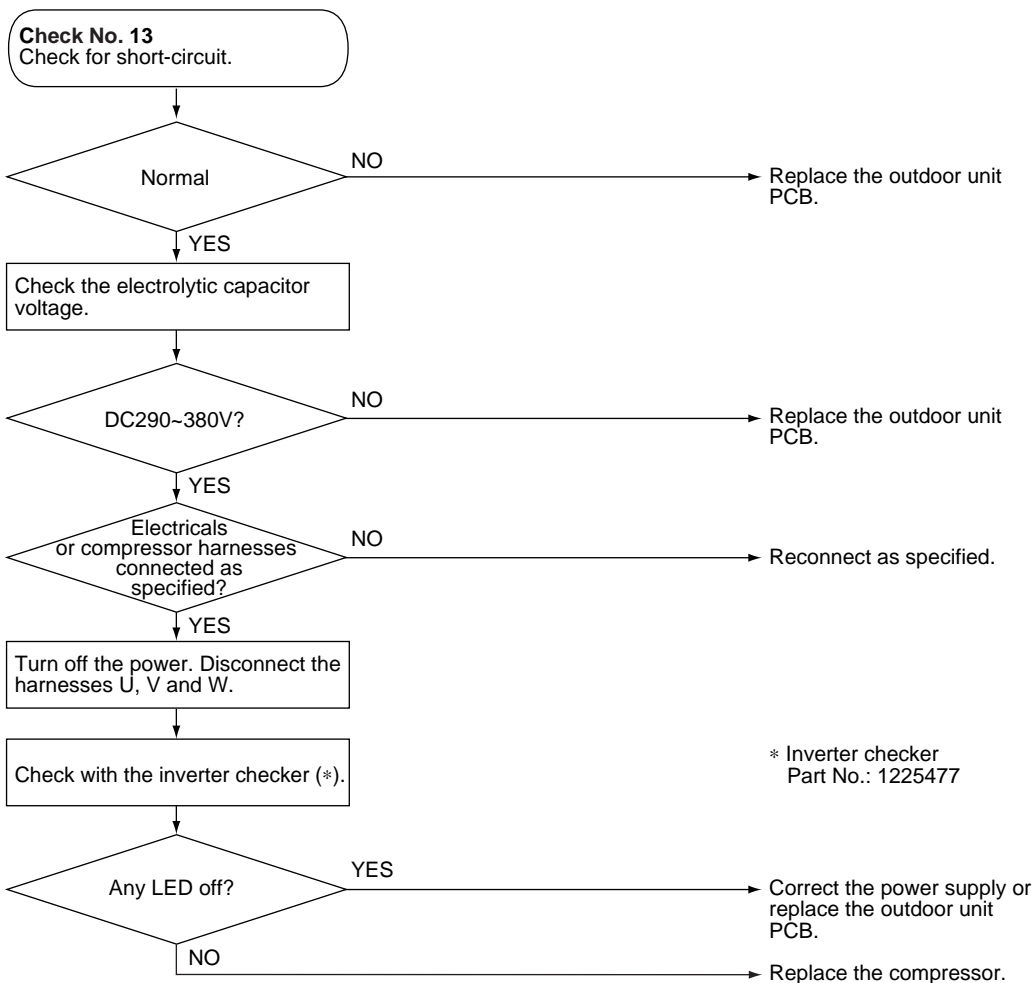 Check No. 13
Check for short-circuit.
Normal
NO
Replace the outdoor unit
PCB.
YES
Check the electrolytic capacitor
voltage.
DC290~380V?
NO
Replace the outdoor unit
PCB.
YES
Electricals
or compressor harnesses
connected as
specified?
NO
Reconnect as specified.
YES
Turn off the power. Disconnect the
harnesses U, V and W.
Check with the inverter checker (*).
* Inverter checker
Part No.: 1225477
Any LED off?
YES
Correct the power supply or
replace the outdoor unit
PCB.
NO
Replace the compressor.